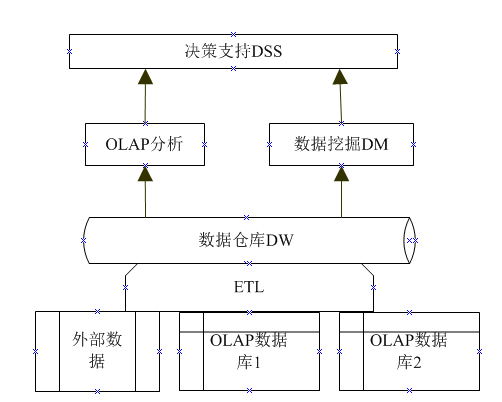 决策支持DSS
OLAP分析
数据挖掘DM
数据仓库DW
ETL
外部数
据
OLAP数据
库1
OLAP数据
库2